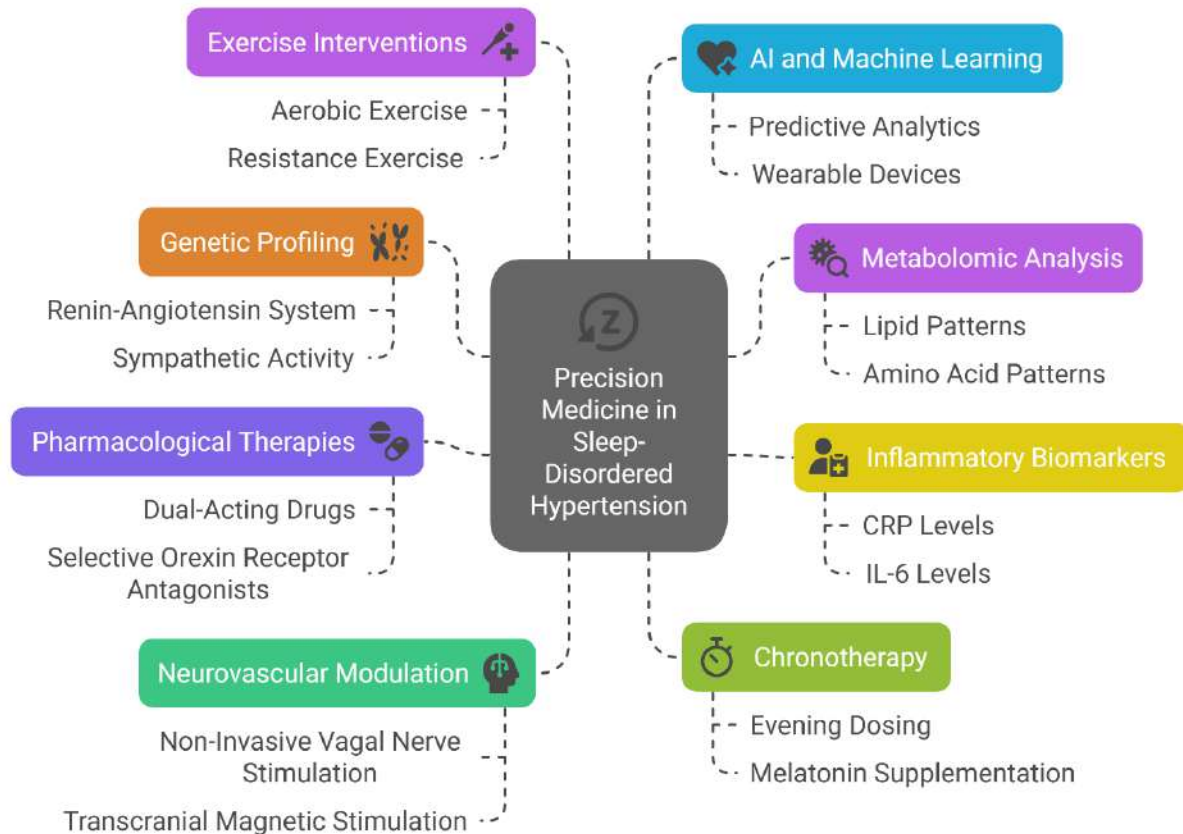 Exercise Interventions
Aerobic Exercise
Resistance Exercise
Genetic Profiling
Renin-Angiotensin System
Sympathetic Activity
Pharmacological Therapies
Dual-Acting Drugs
Selective Orexin Receptor
Antagonists
Neurovascular Modulation
Non-Invasive Vagal Nerve
Stimulation
Transcranial Magnetic Stimulation
Z
Precision
Medicine in
Sleep-
Disordered
Hypertension
AI and Machine Learning
Predictive Analytics
Wearable Devices
Metabolomic Analysis
Lipid Patterns
Amino Acid Patterns
Inflammatory Biomarkers
CRP Levels
IL-6 Levels
Chronotherapy
Evening Dosing
Melatonin Supplementation